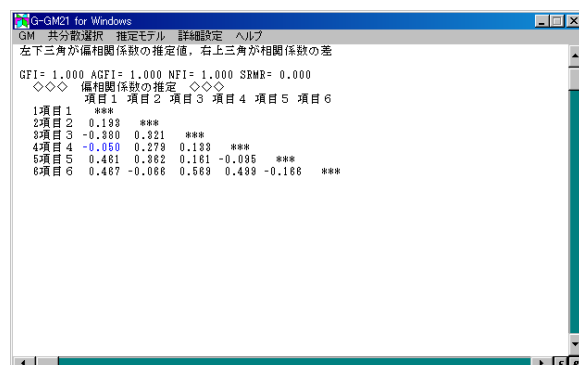 G-GM21 for Windows
GM 共分散選択 推定モデル 詳細設定 ヘルプ
左下三角が偏相関係数の推定値，右上三角が相関係数の差
GFI= 1.000 AGFI= 1.000 NFI= 1.000 SRMR= 0.000
◇◇◇ 偏相関係数の推定 ◇◇◇
項目1 項目2 項目3 項目4 項目5 項目6
1項目1 ***
2項目2 0.193 ***
3項目3 -0.380 0.321 ***
4項目4 -0.050 0.279 0.133 ***
5項目5 0.461 0.362 0.161 -0.095 ***
6項目6 0.467 -0.066 0.569 0.499 -0.166 ***